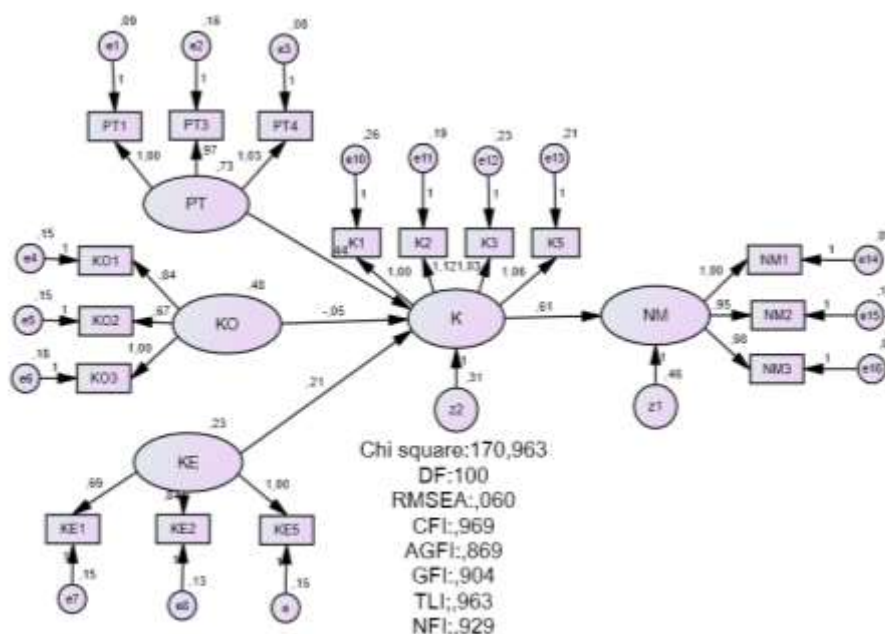 .09 .16 .08
e1 e2 e3
1 1 1
PT1 PT3 PT4
1,00 ,97 1,03
.73
PT
.26 .19 .23 .21
e10 e11 e12 e13
1 1 1 1
K1 K2 K3 K5
1,00 1,12 1,03 1,06
.15
e4 1 KO1
.84
.15
e5 1 KO2
.67
e6 1 KO3
1,00
.48
KO
-,05
K
.61
NM
1,00 .95 .98
NM1 1 e14
NM2 1 e15
NM3 1 e16
.31
z2
.46
.21
.23
KE
.69 1,00
KE1 KE2 KE5
.15 .13 .15
e7 e8 e
Chi square:170,963
DF:100
RMSEA:,060
CFI:,969
AGFI:,869
GFI:,904
TLI:,963
NFI:,929